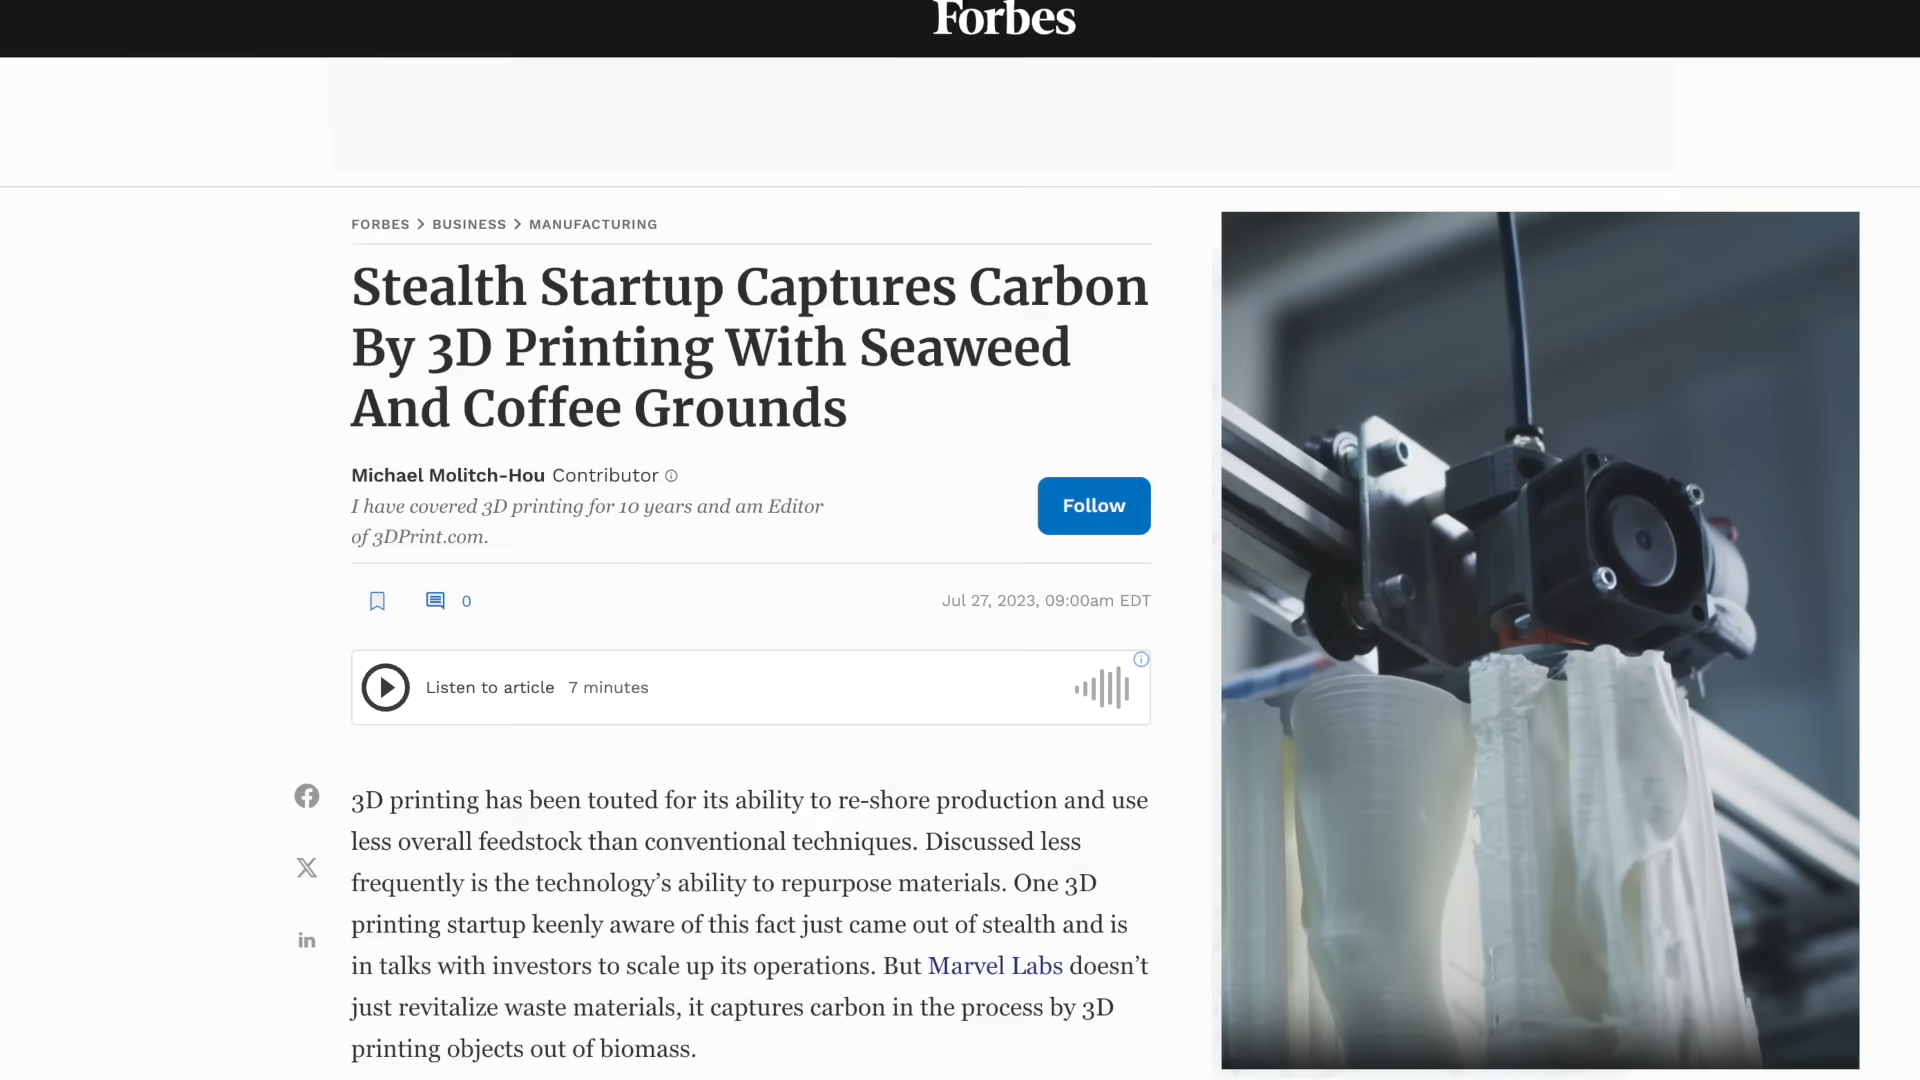 Forbes
FORBES > BUSINESS > MANUFACTURING
Stealth Startup Captures Carbon
By 3D Printing With Seaweed
And Coffee Grounds
Michael Molitch-Hou Contributor
I have covered 3D printing for 10 years and am Editor
of 3DPrint.com.
Follow
0
Jul 27, 2023, 09:00am EDT
Listen to article 7 minutes
3D printing has been touted for its ability to re-shore production and use
less overall feedstock than conventional techniques. Discussed less
frequently is the technology’s ability to repurpose materials. One 3D
printing startup keenly aware of this fact just came out of stealth and is
in talks with investors to scale up its operations. But Marvel Labs doesn’t
just revitalize waste materials, it captures carbon in the process by 3D
printing objects out of biomass.